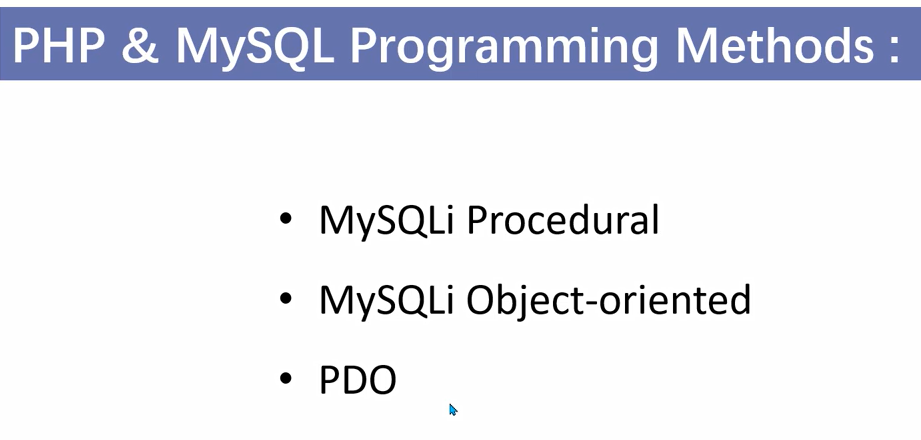 PHP & MySQL Programming Methods :
• MySQLi Procedural
• MySQLi Object-oriented
• PDO